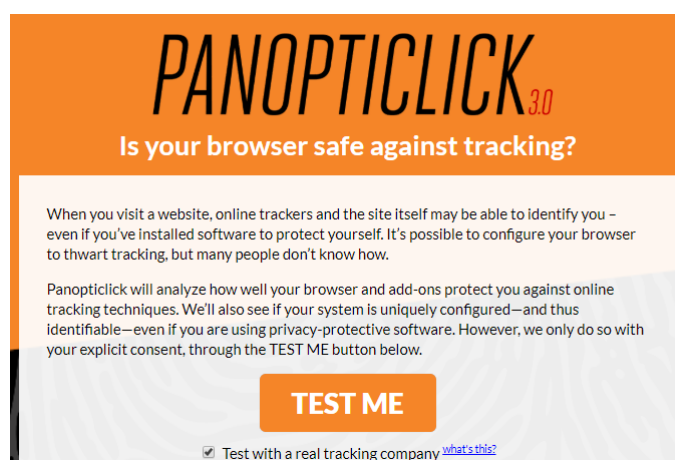 PANOPTICLICK 3.0
Is your browser safe against tracking?
When you visit a website, online trackers and the site itself may be able to identify you –
even if you've installed software to protect yourself. It's possible to configure your browser
to thwart tracking, but many people don't know how.
Panopticlick will analyze how well your browser and add-ons protect you against online
tracking techniques. We'll also see if your system is uniquely configured—and thus
identifiable—even if you are using privacy-protective software. However, we only do so with
your explicit consent, through the TEST ME button below.
TEST ME
Test with a real tracking company what's this?